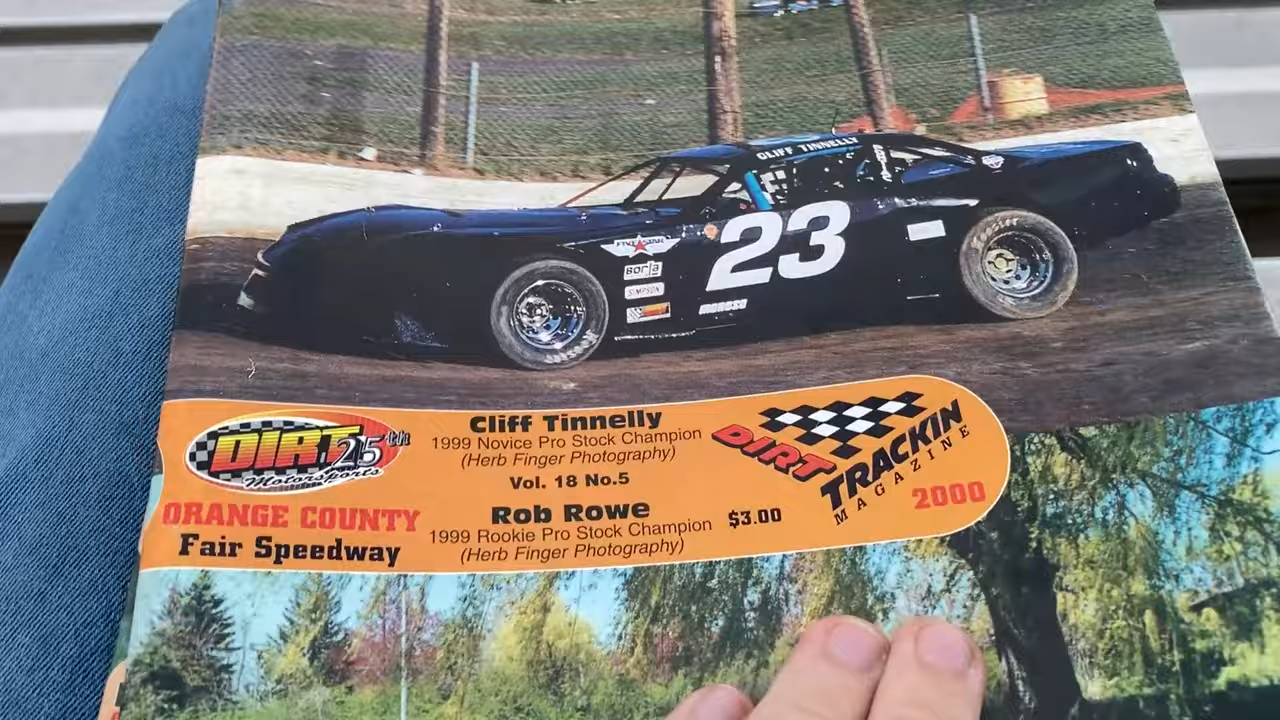 CLIFF TINNELLY
23
FIVE STAR
Borla
SIMPSON
MOROSO
DIRT 25th
Motorsports
ORANGE COUNTY
Fair Speedway
Cliff Tinnelly
1999 Novice Pro Stock Champion
(Herb Finger Photography)
Vol. 18 No.5
Rob Rowe
1999 Rookie Pro Stock Champion
(Herb Finger Photography)
$3.00
DIRT
TRACKIN
MAGAZINE
2000